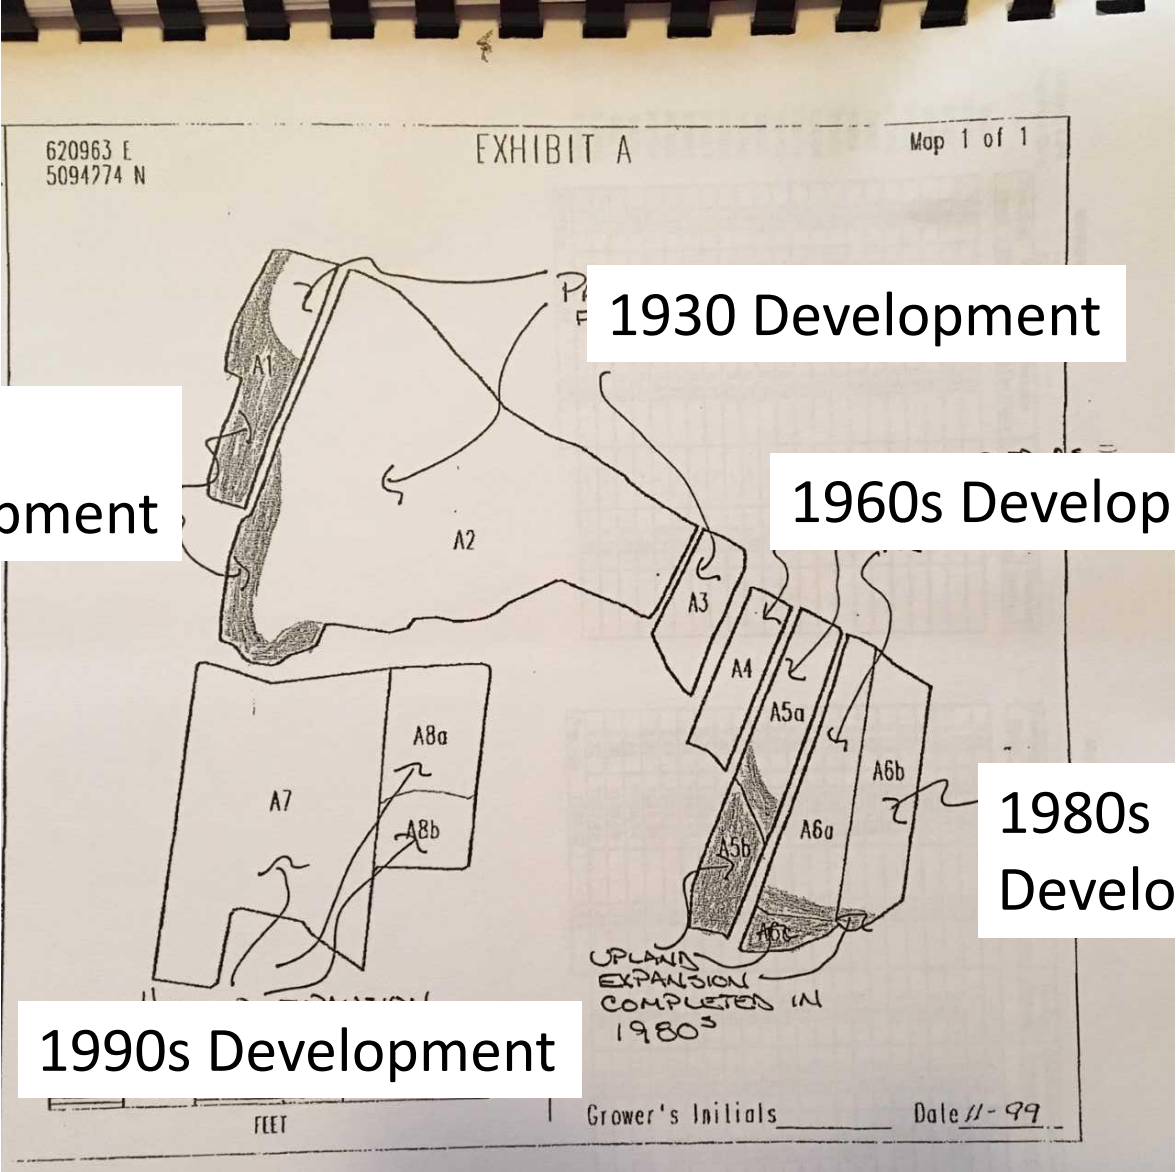 620963 E
5094274 N
EXHIBIT A
Map 1 of 1
1930 Development
A1
pment
1960s Develop
A2
A3
A4
A5a
A6b
A8a
A7
A8b
A6a
A5b
1980s
Develo
A6c
UPLAND
EXPANSION
COMPLETED IN
1980s
1990s Development
FEET
Grower's Initials
Date 11-99